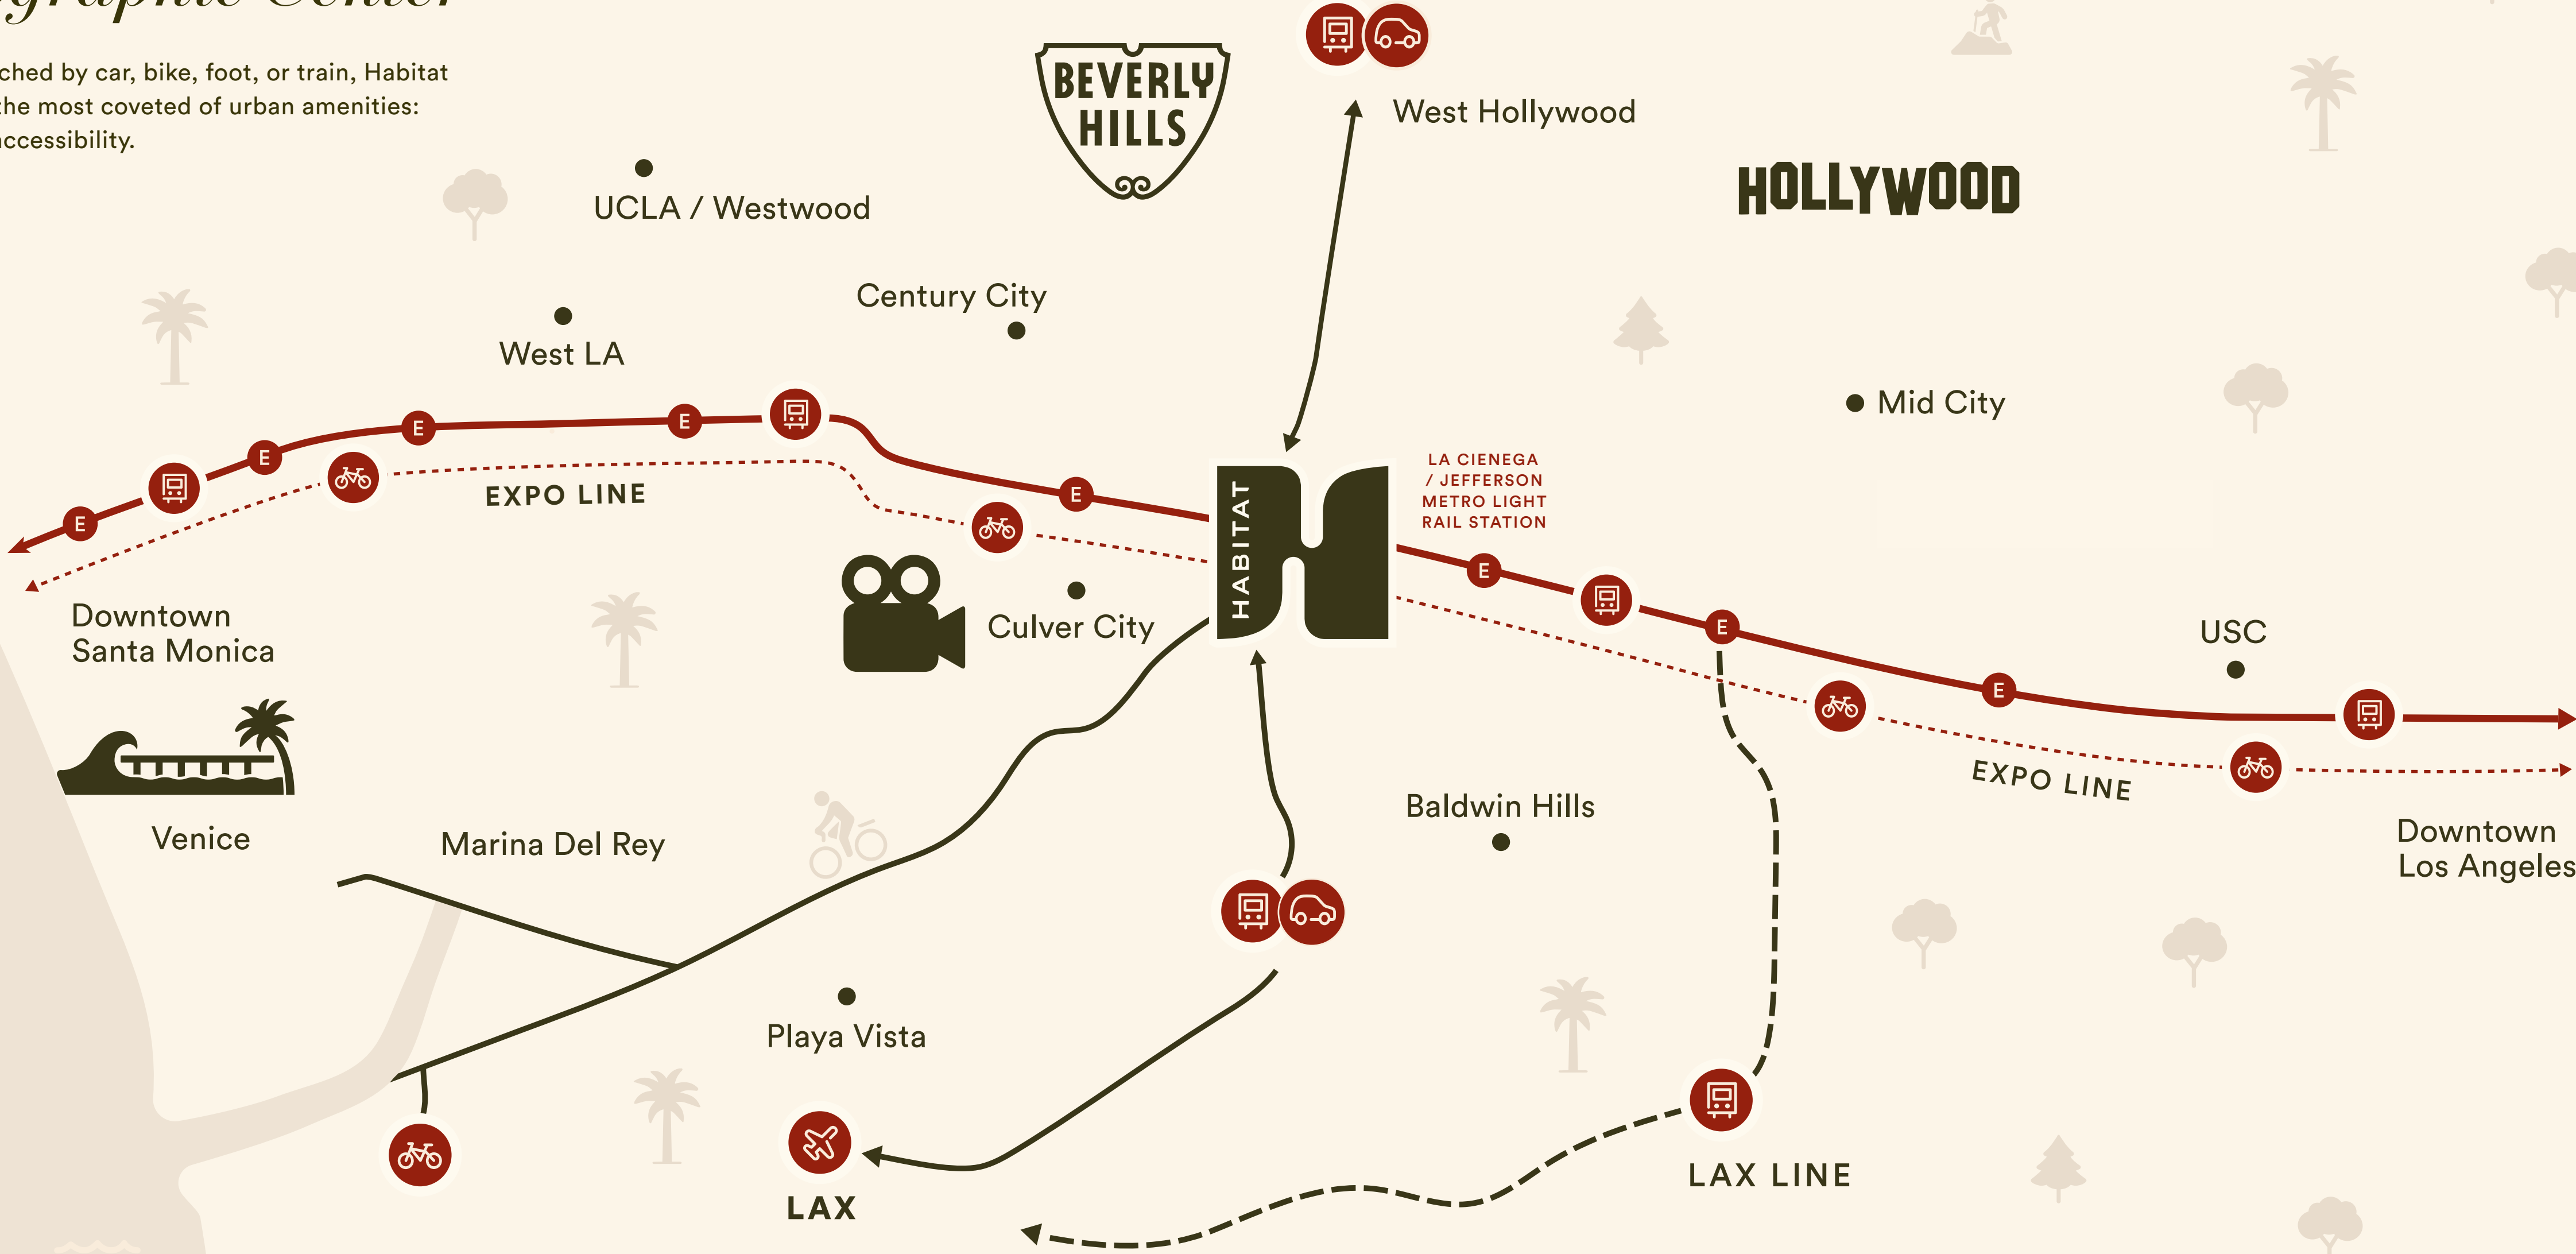 ched by car, bike, foot, or train, Habitat
the most coveted of urban amenities:
accessibility.
BEVERLY
HILLS
West Hollywood
HOLLYWOOD
UCLA / Westwood
Century City
West LA
Mid City
E
E
E
E
E
EXPO LINE
HABITAT
LA CIENEGA
/ JEFFERSON
METRO LIGHT
RAIL STATION
E
E
E
Culver City
Downtown
Santa Monica
USC
EXPO LINE
Baldwin Hills
Venice
Marina Del Rey
Downtown
Los Angeles
Playa Vista
LAX LINE
LAX